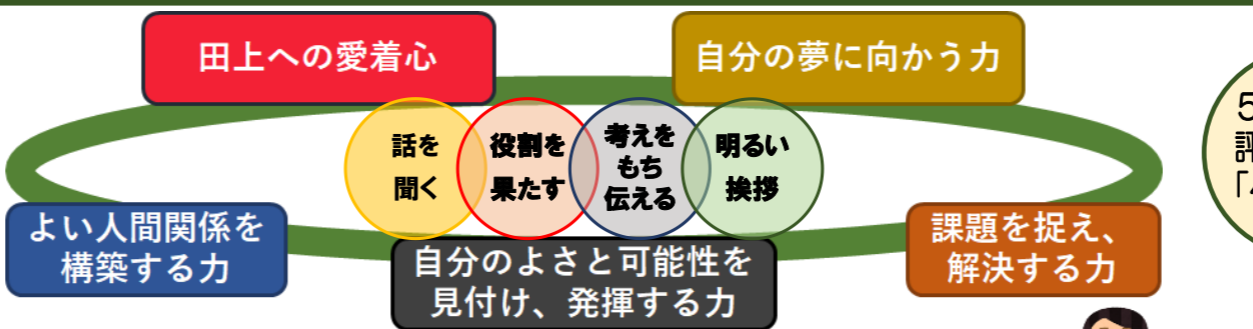 田上への愛着心
自分の夢に向かう力
話を
聞く
役割を
果たす
考えを
もち
伝える
明るい
挨拶
よい人間関係を
構築する力
自分のよさと可能性を
見付け、発揮する力
課題を捉え、
解決する力
5
評
「4